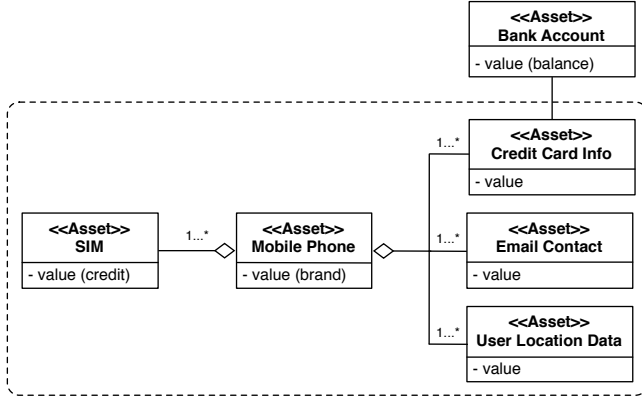 <<Asset>>
Bank Account
- value (balance)
1...*
<<Asset>>
Credit Card Info
- value
<<Asset>>
SIM
- value (credit)
1...*
<<Asset>>
Mobile Phone
- value (brand)
1...*
<<Asset>>
Email Contact
- value
1...*
<<Asset>>
User Location Data
- value